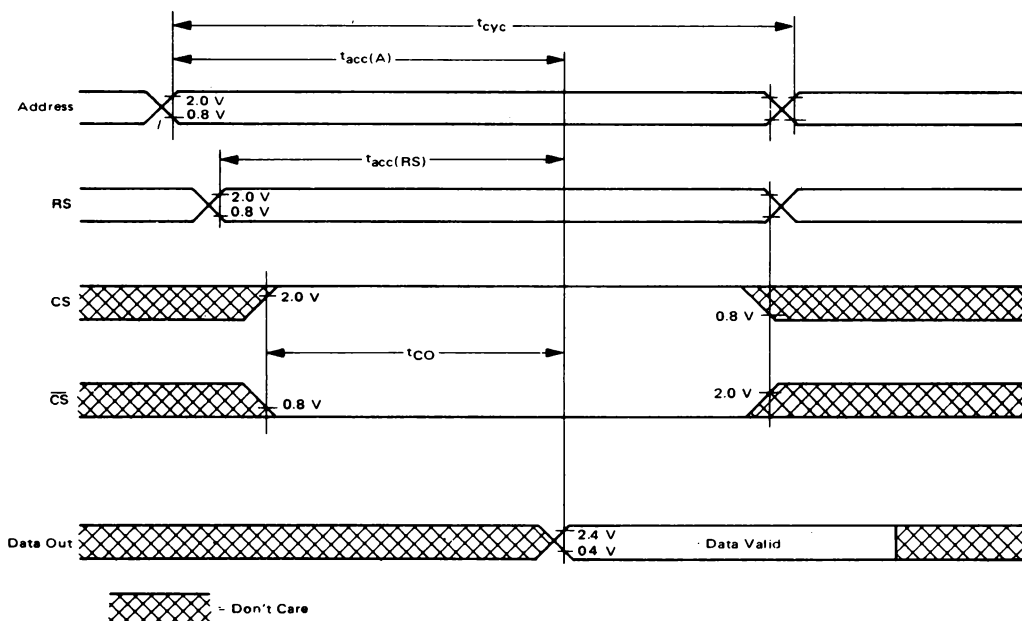 tcyc
tacc(A)
Address
2.0 V
0.8 V
tacc(RS)
RS
2.0 V
0.8 V
CS
2.0 V
0.8 V
tCO
CS
0.8 V
2.0 V
Data Out
2.4 V
04 V
Data Valid
= Don't Care